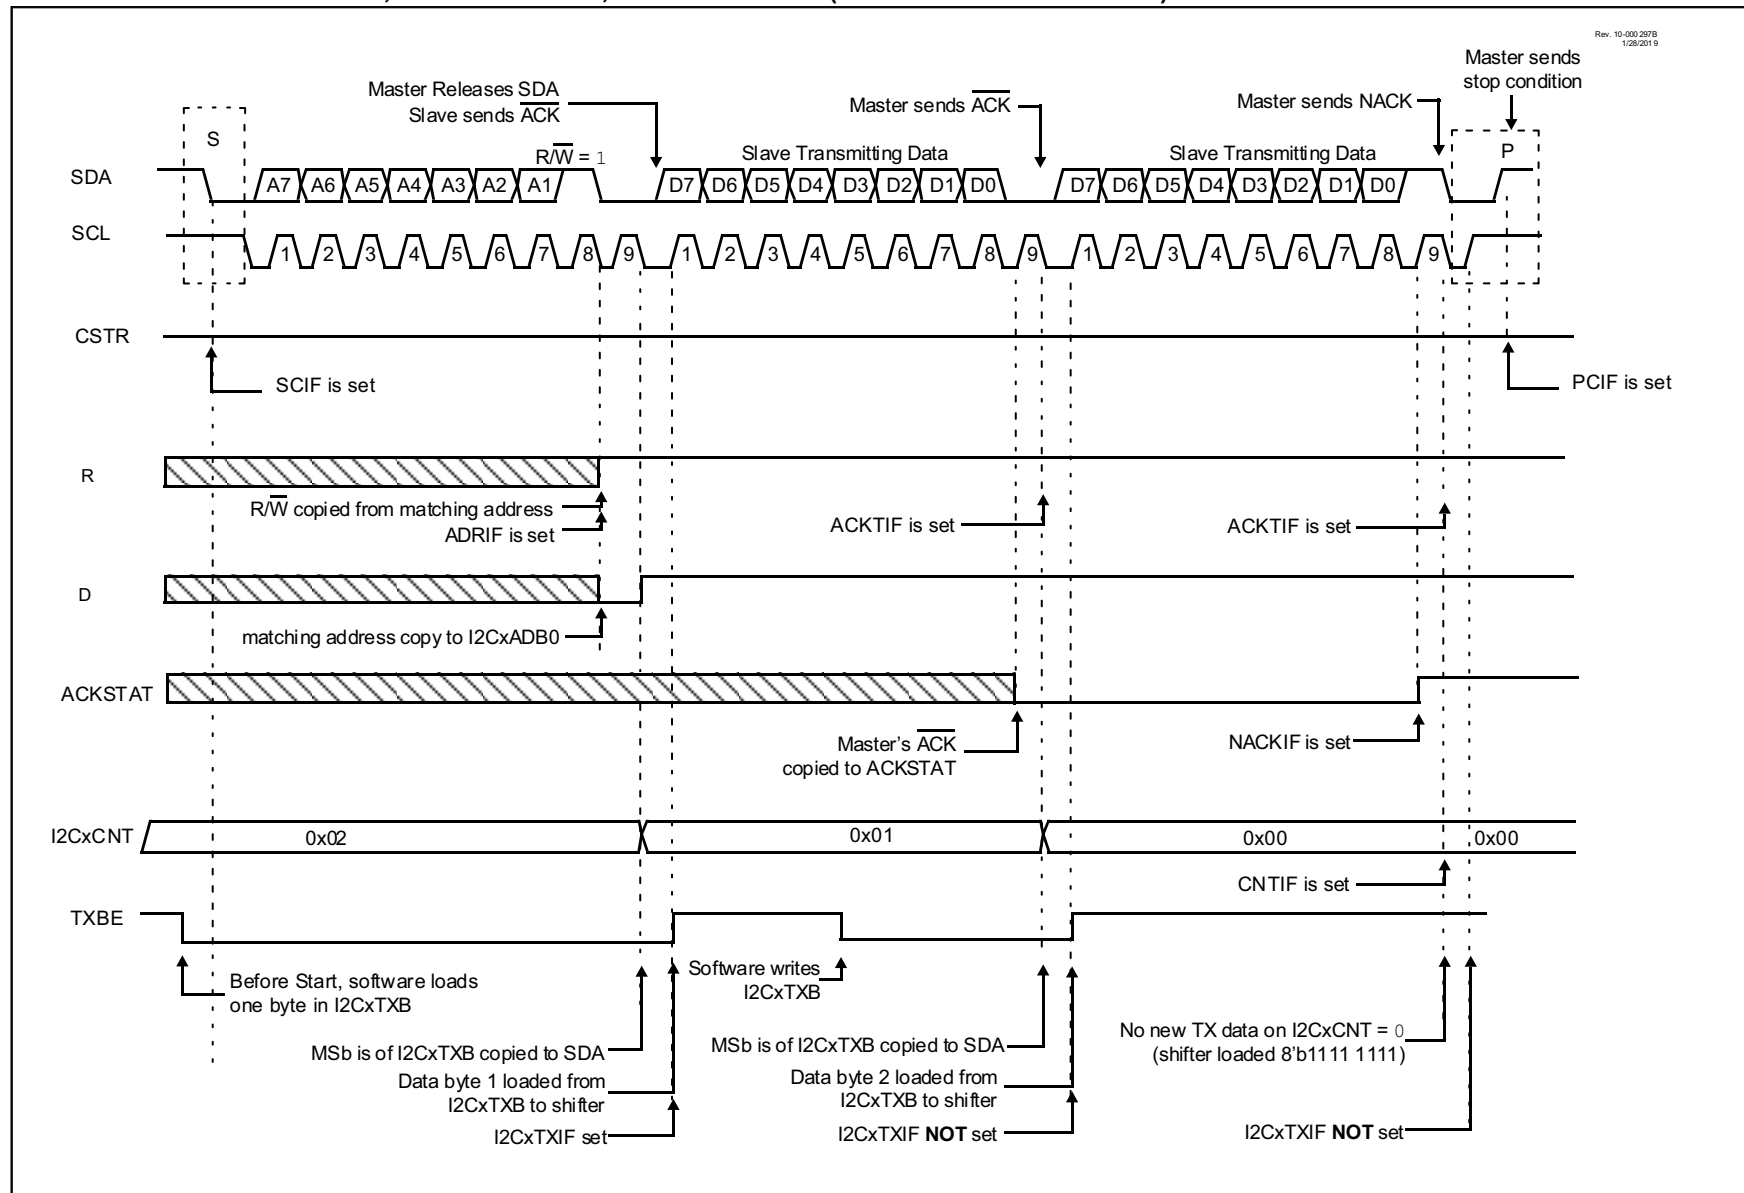 Rev. 10-000 297B
1/28/201 9
Master sends
stop condition
Master Releases SDA
Slave sends ACK
Master sends ACK
Master sends NACK
S
P
R/W = 1
Slave Transmitting Data
Slave Transmitting Data
SDA
A7 A6 A5 A4 A3 A2 A1
D7 D6 D5 D4 D3 D2 D1 D0
D7 D6 D5 D4 D3 D2 D1 D0
SCL
1 2 3 4 5 6 7 8 9
1 2 3 4 5 6 7 8 9
1 2 3 4 5 6 7 8 9
CSTR
SCIF is set
PCIF is set
R
R/W copied from matching address
ADRIF is set
ACKTIF is set
ACKTIF is set
D
matching address copy to I2CxADB0
ACKSTAT
Master's ACK
copied to ACKSTAT
NACKIF is set
I2CxCNT
0x02
0x01
0x00
0x00
CNTIF is set
TXBE
Before Start, software loads
one byte in I2CxTXB
Software writes
I2CxTXB
MSb is of I2CxTXB copied to SDA
Data byte 1 loaded from
I2CxTXB to shifter
I2CxTXIF set
MSb is of I2CxTXB copied to SDA
Data byte 2 loaded from
I2CxTXB to shifter
I2CxTXIF NOT set
No new TX data on I2CxCNT = 0
(shifter loaded 8'b1111 1111)
I2CxTXIF NOT set